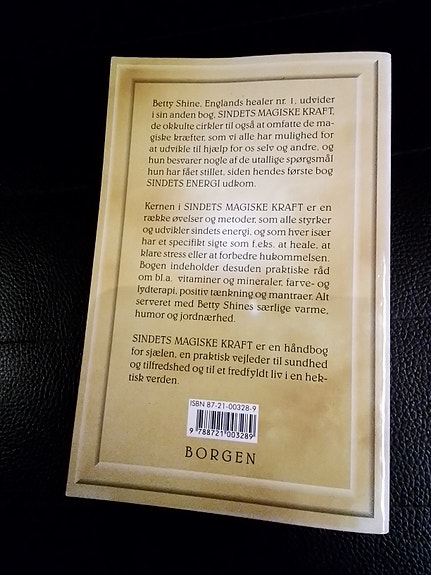 Betty Shine, Englands healer nr. 1, udvider
i sin anden bog, SINDETS MAGISKE KRAFT,
de okkulte cirkler til også at omfatte de ma-
giske kræfter, som vi alle har mulighed for
at udvikle til hjælp for os selv og andre, og
hun besvarer nogle af de utallige spørgsmål
hun har fået stillet, siden hendes første bog
SINDETS ENERGI udkom.
Kernen i SINDETS MAGISKE KRAFT er en
række øvelser og metoder, som alle styrker
og udvikler sindets energi, og som hver især
har et specifikt sigte som f.eks. at heale, at
klare stress eller at forbedre hukommelsen.
Bogen indeholder desuden praktiske råd
om bl.a. vitaminer og mineraler, farve- og
lydterapi, positiv tænkning og mantraer. Alt
serveret med Betty Shines særlige varme,
humor og jordnærhed.
SINDETS MAGISKE KRAFT er en håndbog
for sjælen, en praktisk vejleder til sundhed
og tilfredshed og til et fredfyldt liv i en hek-
tisk verden.
ISBN 87-21-00328-9
9 788721 003289
BORGEN